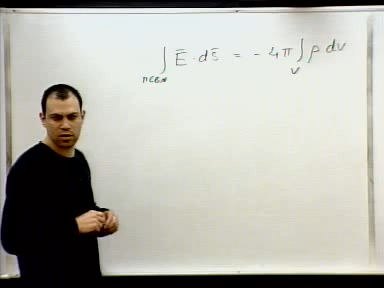 ∫ Ē · ds̄ = - 4π ∫ ρ dv
V